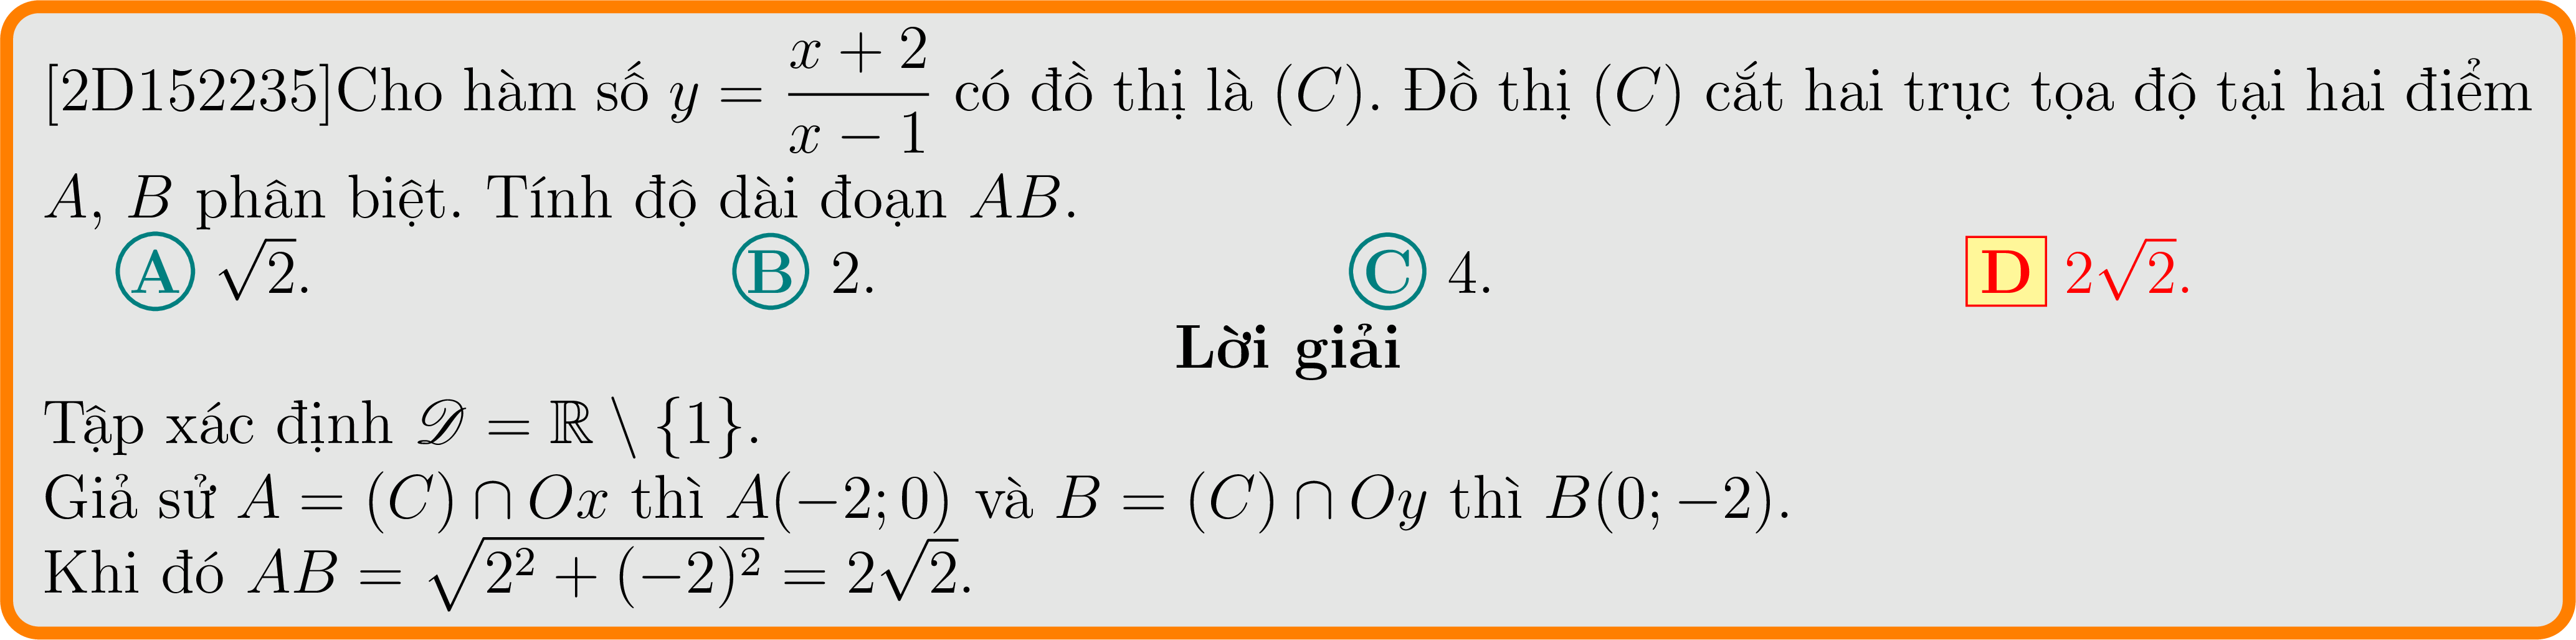 [2D152235]Cho hàm số $y = \dfrac{x+2}{x-1}$ có đồ thị là $(C)$. Đồ thị $(C)$ cắt hai trục tọa độ tại hai điểm
$A$, $B$ phân biệt. Tính độ dài đoạn $AB$.
A $\sqrt{2}$. B 2. C 4. D $2\sqrt{2}$.
Lời giải
Tập xác định $\mathscr{D} = \mathbb{R} \setminus \{1\}$.
Giả sử $A = (C) \cap Ox$ thì $A(-2; 0)$ và $B = (C) \cap Oy$ thì $B(0; -2)$.
Khi đó $AB = \sqrt{2^2 + (-2)^2} = 2\sqrt{2}$.